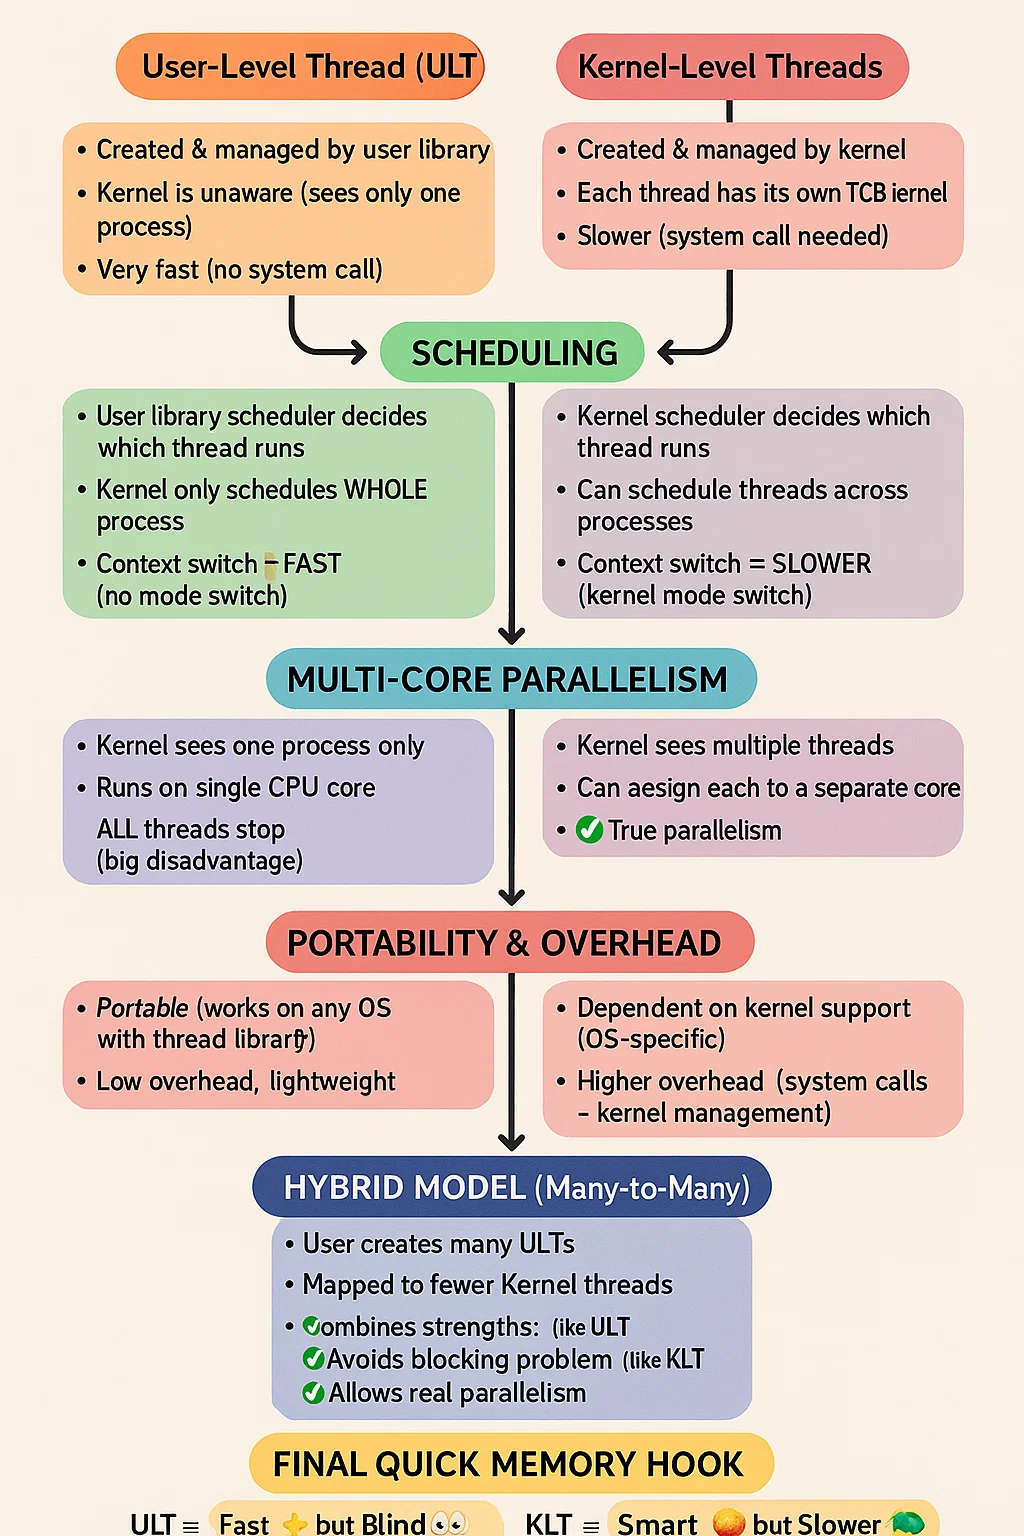 User-Level Thread (ULT
• Created & managed by user library
• Kernel is unaware (sees only one
process)
• Very fast (no system call)
Kernel-Level Threads
• Created & managed by kernel
• Each thread has its own TCB iernel
• Slower (system call needed)
SCHEDULING
• User library scheduler decides
which thread runs
• Kernel only schedules WHOLE
process
• Context switch = FAST
(no mode switch)
• Kernel scheduler decides which
thread runs
• Can schedule threads across
processes
• Context switch = SLOWER
(kernel mode switch)
MULTI-CORE PARALLELISM
• Kernel sees one process only
• Runs on single CPU core
ALL threads stop
(big disadvantage)
• Kernel sees multiple threads
• Can aesign each to a separate core
• ✅ True parallelism
PORTABILITY & OVERHEAD
• Portable (works on any OS
with thread library)
• Low overhead, lightweight
• Dependent on kernel support
(OS-specific)
• Higher overhead (system calls
– kernel management)
HYBRID MODEL (Many-to-Many)
• User creates many ULTs
• Mapped to fewer Kernel threads
• ✅ombines strengths: (ike ULT
✅Avoids blocking problem (like KLT
✅Allows real parallelism
FINAL QUICK MEMORY HOOK
ULT ≡ Fast but Blind 👀
KLT ≡ Smart but Slower